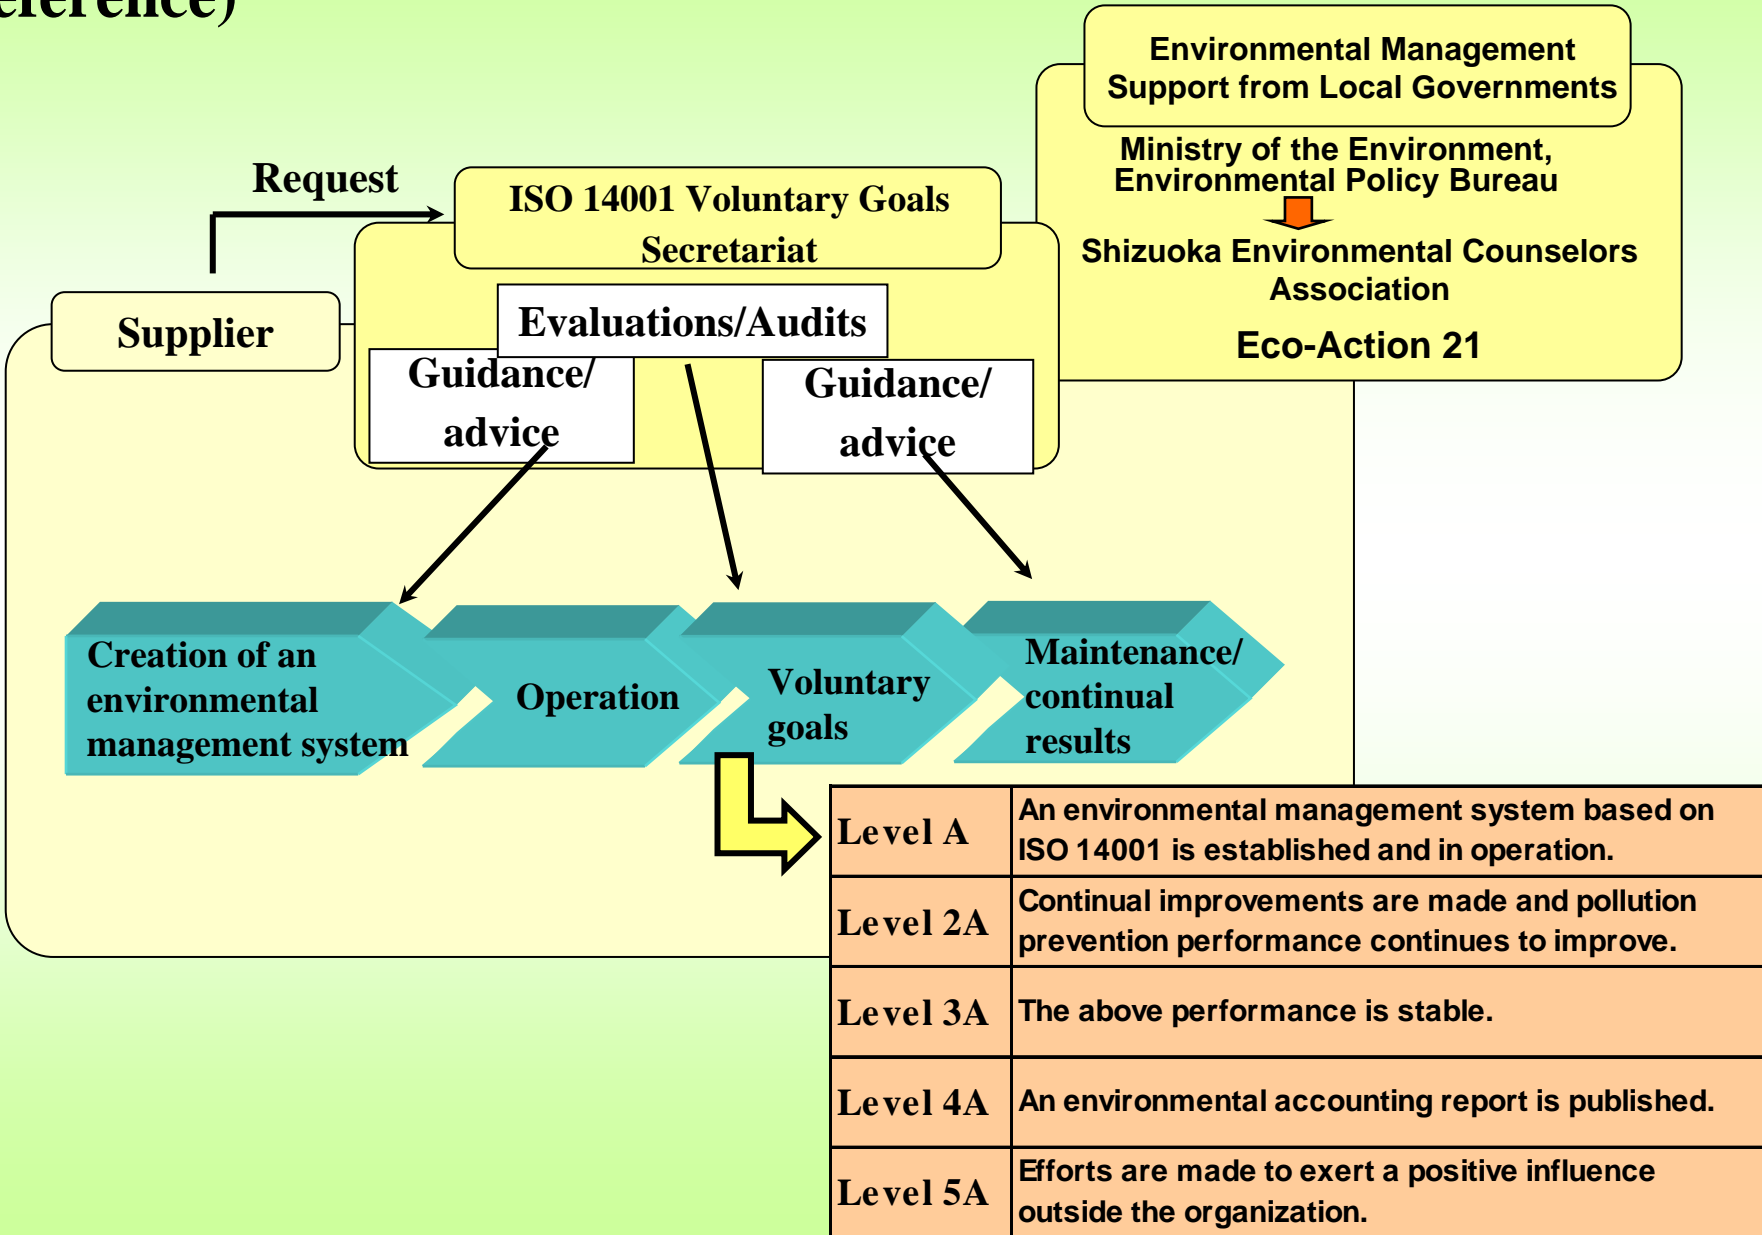 Environmental Management
Support from Local Governments
Ministry of the Environment,
Environmental Policy Bureau
Shizuoka Environmental Counselors
Association
Eco-Action 21
Request
ISO 14001 Voluntary Goals
Secretariat
Supplier
Evaluations/Audits
Guidance/
advice
Guidance/
advice
Creation of an
environmental
management system
Operation
Voluntary
goals
Maintenance/
continual
results
Level A
An environmental management system based on
ISO 14001 is established and in operation.
Level 2A
Continual improvements are made and pollution
prevention performance continues to improve.
Level 3A
The above performance is stable.
Level 4A
An environmental accounting report is published.
Level 5A
Efforts are made to exert a positive influence
outside the organization.